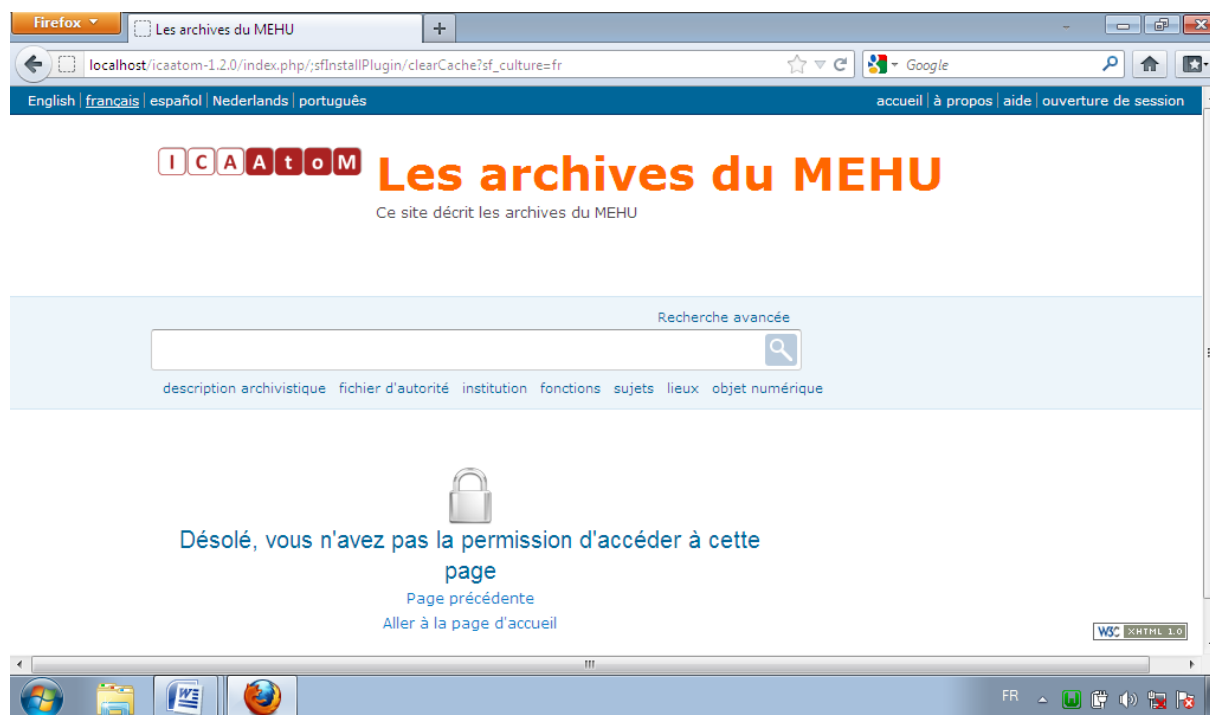 Firefox
Les archives du MEHU
localhost/icaatom-1.2.0/index.php/;sfInstallPlugin/clearCache?sf_culture=fr
Google
English | français | español | Nederlands | português
accueil | à propos | aide | ouverture de session
ICAAtoM
Les archives du MEHU
Ce site décrit les archives du MEHU
Recherche avancée
description archivistique fichier d'autorité institution fonctions sujets lieux objet numérique
Désolé, vous n'avez pas la permission d'accéder à cette
page
Page précédente
Aller à la page d'accueil
W3C XHTML 1.0
FR